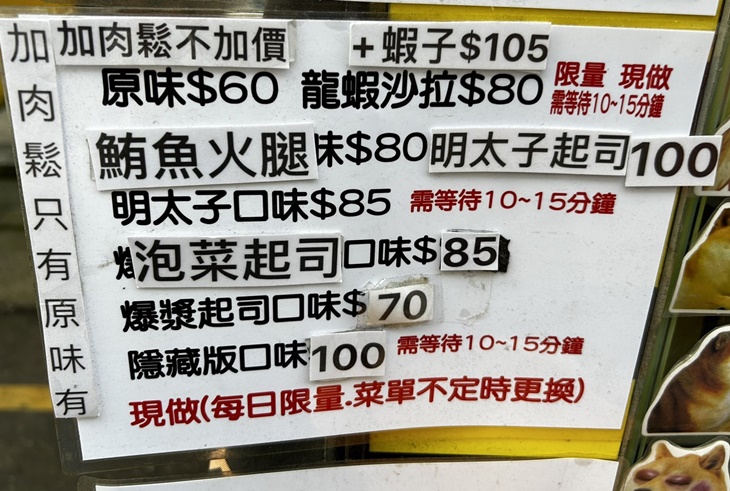 加肉鬆只有原味有
加肉鬆不加價 +蝦子$105
原味$60 龍蝦沙拉$80 限量 現做
需等待10~15分鐘
鮪魚火腿味$80 明太子起司100
明太子口味$85 需等待10~15分鐘
泡菜起司口味$85
爆漿起司口味$70
隱藏版口味100 需等待10~15分鐘
現做(每日限量.菜單不定時更換)